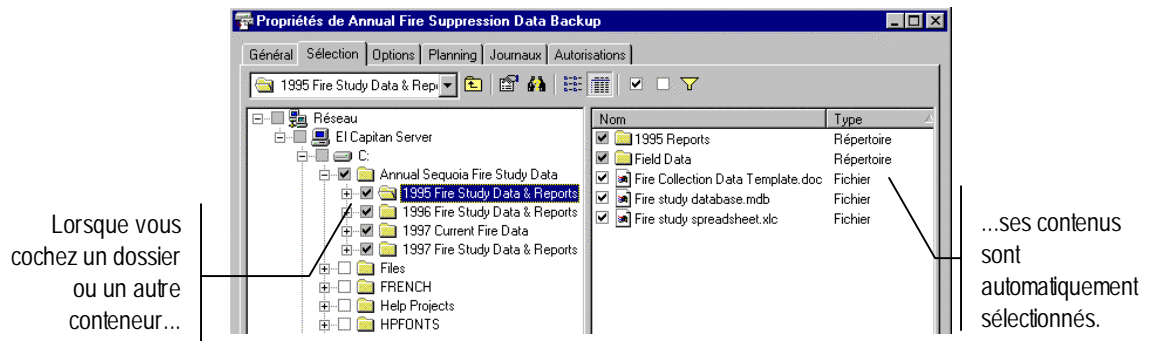 Propriétés de Annual Fire Suppression Data Backup
Général Sélection Options Planning Journaux Autorisations
1995 Fire Study Data & Rep
Réseau
El Capitan Server
C:
Annual Sequoia Fire Study Data
1995 Fire Study Data & Reports
1996 Fire Study Data & Reports
1997 Current Fire Data
1997 Fire Study Data & Reports
Files
FRENCH
Help Projects
HPFONTS
Nom Type
1995 Reports Répertoire
Field Data Répertoire
Fire Collection Data Template.doc Fichier
Fire study database.mdb Fichier
Fire study spreadsheet.xlc Fichier
Lorsque vous
cochez un dossier
ou un autre
conteneur...
...ses contenus
sont
automatiquement
sélectionnés.